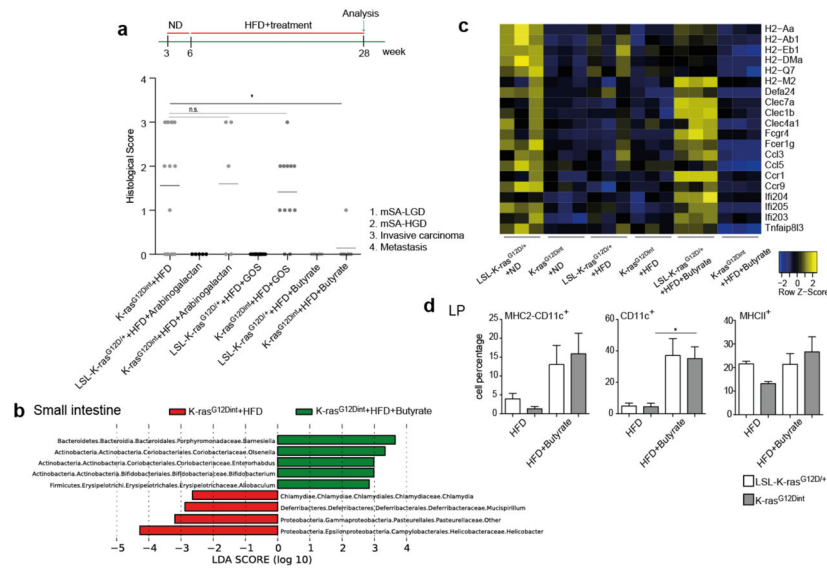 a
ND HFD+treatment Analysis
3 6 28 week
Histological Score
4
3
2
1
0
n.s.
*
1. mSA-LGD
2. mSA-HGD
3. Invasive carcinoma
4. Metastasis
K-rasG12Dint+HFD
LSL-K-rasG12D/++HFD+Arabinogalactan
K-rasG12Dint+HFD+Arabinogalactan
LSL-K-rasG12D/++HFD+GOS
K-rasG12Dint+HFD+GOS
LSL-K-rasG12D/++HFD+Butyrate
K-rasG12Dint+HFD+Butyrate
b Small intestine
K-rasG12Dint+HFD K-rasG12Dint+HFD+Butyrate
Bacteroidetes.Bacteroidia.Bacteroidales.Porphyromonadaceae.Barnesiella
Actinobacteria.Actinobacteria.Coriobacteriales.Coriobacteriaceae.Olsenella
Actinobacteria.Actinobacteria.Coriobacteriales.Coriobacteriaceae.Enterorhabdus
Actinobacteria.Actinobacteria.Bifidobacteriales.Bifidobacteriaceae.Bifidobacterium
Firmicutes.Erysipelotrichi.Erysipelotrichales.Erysipelotrichaceae.Allobaculum
Chlamydiae.Chlamydiae.Chlamydiales.Chlamydiaceae.Chlamydia
Deferribacteres.Deferribacteres.Deferribacterales.Deferribacteraceae.Mucispirillum
Proteobacteria.Gammaproteobacteria.Pasteurellales.Pasteurellaceae.Other
Proteobacteria.Epsilonproteobacteria.Campylobacterales.Helicobacteraceae.Helicobacter
−5 −4 −3 −2 −1 0 1 2 3 4
LDA SCORE (log 10)
c
H2−Aa
H2−Ab1
H2−Eb1
H2−DMa
H2−Q7
H2−M2
Defa24
Clec7a
Clec1b
Clec4a1
Fcgr4
Fcer1g
Ccl3
Ccl5
Ccr1
Ccr9
Ifi204
Ifi205
Ifi203
Tnfaip8l3
LSL-K-rasG12D/+
+ND
K-rasG12Dint
+ND
LSL-K-rasG12D/+
+HFD
K-rasG12Dint
+HFD
LSL-K-rasG12D/+
+HFD+Butyrate
K-rasG12Dint
+HFD+Butyrate
−2 0 2
Row Z−Score
d LP
cell percentage
MHC2-CD11c+
25
20
15
10
5
0
HFD
HFD+Butyrate
CD11c+
60
40
20
0
*
HFD
HFD+Butyrate
MHCII+
40
30
20
10
0
HFD
HFD+Butyrate
LSL-K-rasG12D/+
K-rasG12Dint